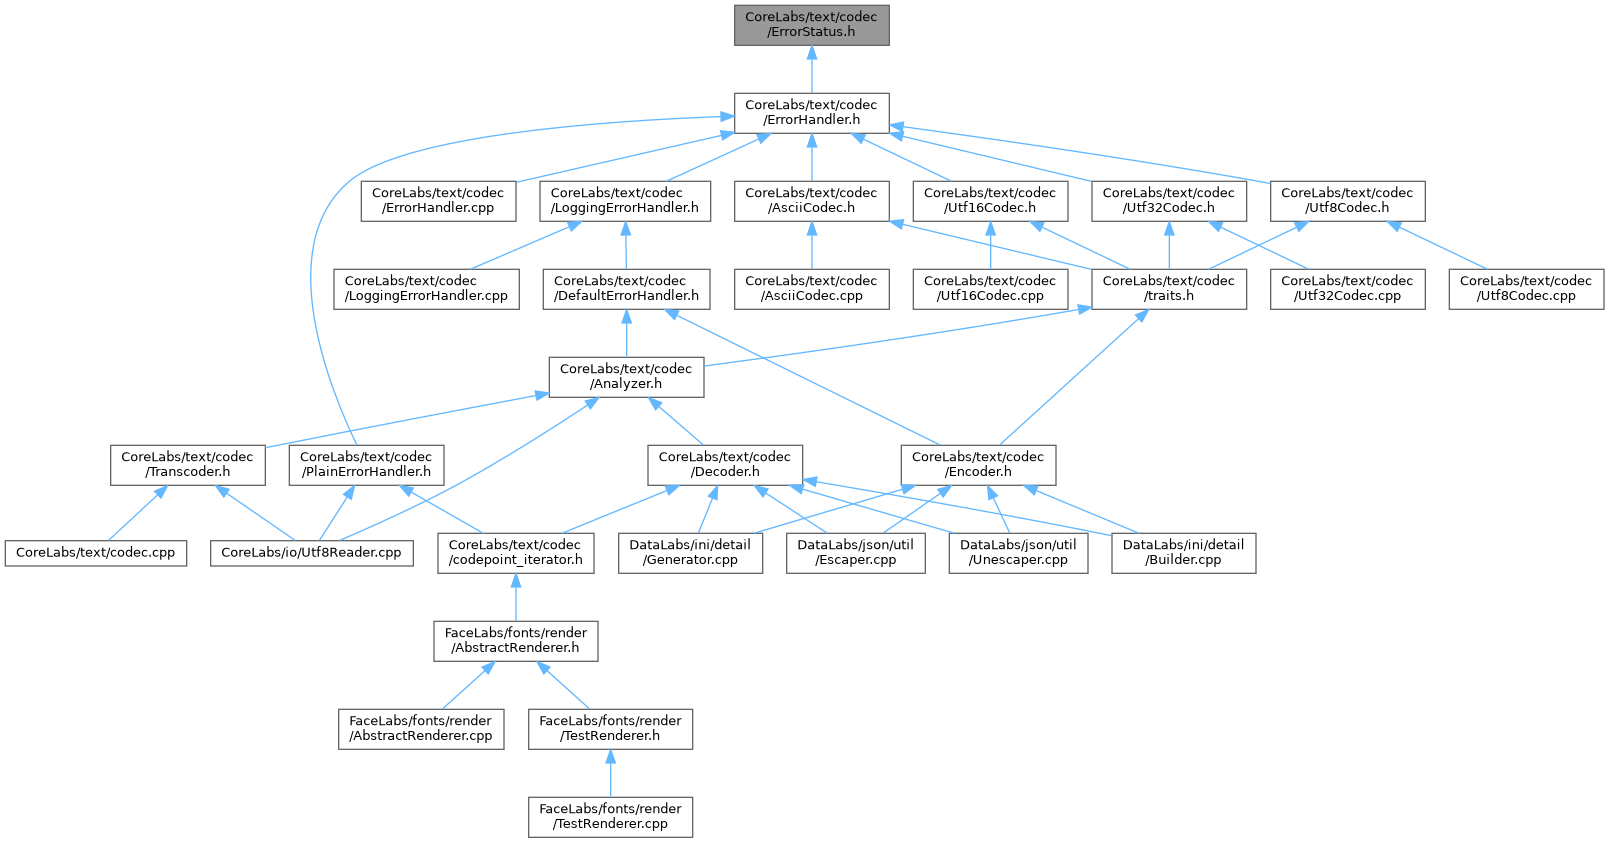 CoreLabs/text/codec
/ErrorStatus.h
CoreLabs/text/codec
/ErrorHandler.h
CoreLabs/text/codec
/ErrorHandler.cpp
CoreLabs/text/codec
/LoggingErrorHandler.h
CoreLabs/text/codec
/AsciiCodec.h
CoreLabs/text/codec
/Utf16Codec.h
CoreLabs/text/codec
/Utf32Codec.h
CoreLabs/text/codec
/Utf8Codec.h
CoreLabs/text/codec
/LoggingErrorHandler.cpp
CoreLabs/text/codec
/DefaultErrorHandler.h
CoreLabs/text/codec
/AsciiCodec.cpp
CoreLabs/text/codec
/Utf16Codec.cpp
CoreLabs/text/codec
/traits.h
CoreLabs/text/codec
/Utf32Codec.cpp
CoreLabs/text/codec
/Utf8Codec.cpp
CoreLabs/text/codec
/Analyzer.h
CoreLabs/text/codec
/Transcoder.h
CoreLabs/text/codec
/PlainErrorHandler.h
CoreLabs/text/codec
/Decoder.h
CoreLabs/text/codec
/Encoder.h
CoreLabs/text/codec.cpp
CoreLabs/io/Utf8Reader.cpp
CoreLabs/text/codec
/codepoint_iterator.h
DataLabs/ini/detail
/Generator.cpp
DataLabs/json/util
/Escaper.cpp
DataLabs/json/util
/Unescaper.cpp
DataLabs/ini/detail
/Builder.cpp
FaceLabs/fonts/render
/AbstractRenderer.h
FaceLabs/fonts/render
/AbstractRenderer.cpp
FaceLabs/fonts/render
/TestRenderer.h
FaceLabs/fonts/render
/TestRenderer.cpp